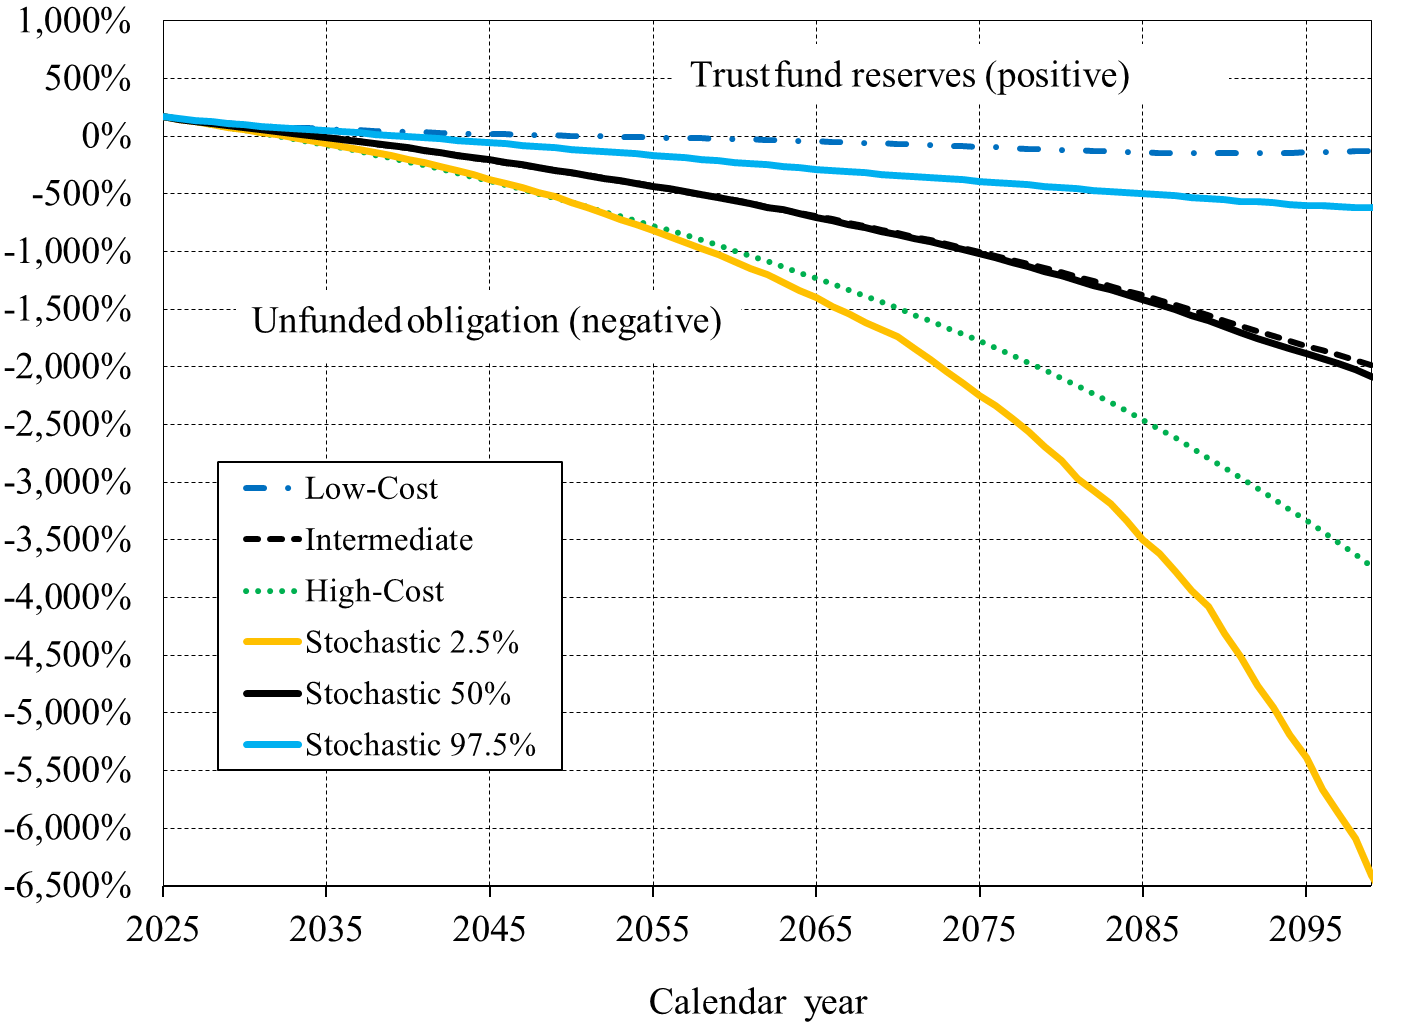 1,000%
500%
0%
-500%
-1,000%
-1,500%
-2,000%
-2,500%
-3,000%
-3,500%
-4,000%
-4,500%
-5,000%
-5,500%
-6,000%
-6,500%
Trust fund reserves (positive)
Unfunded obligation (negative)
Low-Cost
Intermediate
High-Cost
Stochastic 2.5%
Stochastic 50%
Stochastic 97.5%
2025 2035 2045 2055 2065 2075 2085 2095
Calendar year